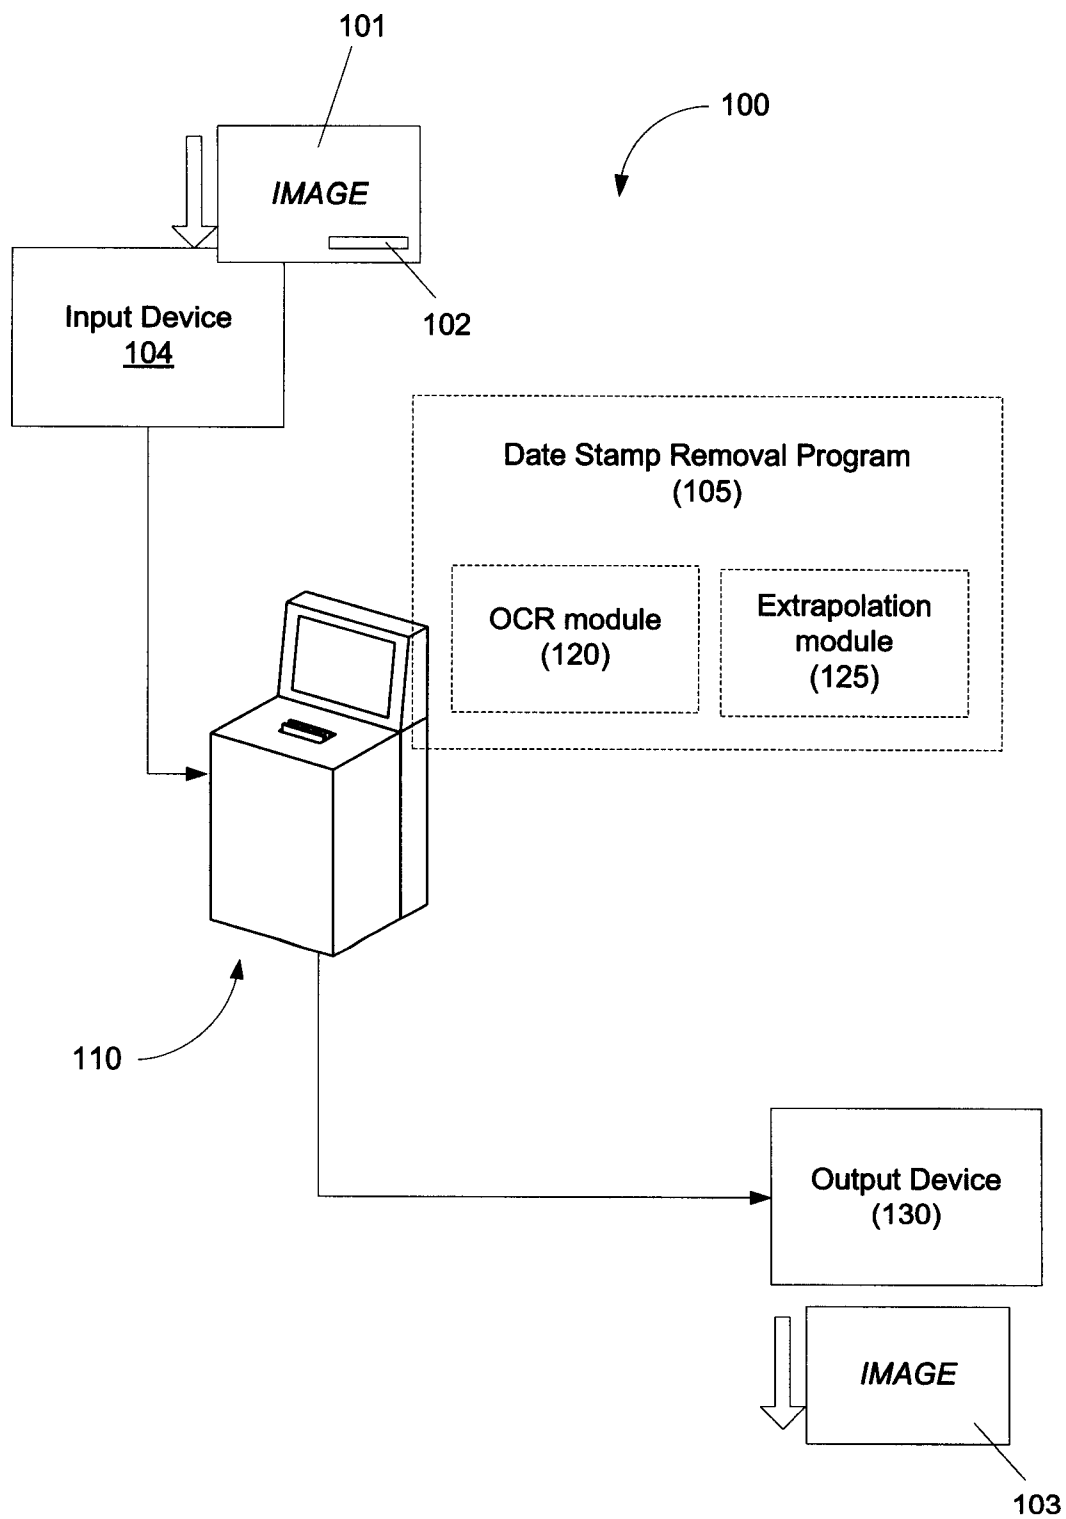 101
100
IMAGE
102
Input Device
104
Date Stamp Removal Program
(105)
OCR module
(120)
Extrapolation
module
(125)
110
Output Device
(130)
IMAGE
103